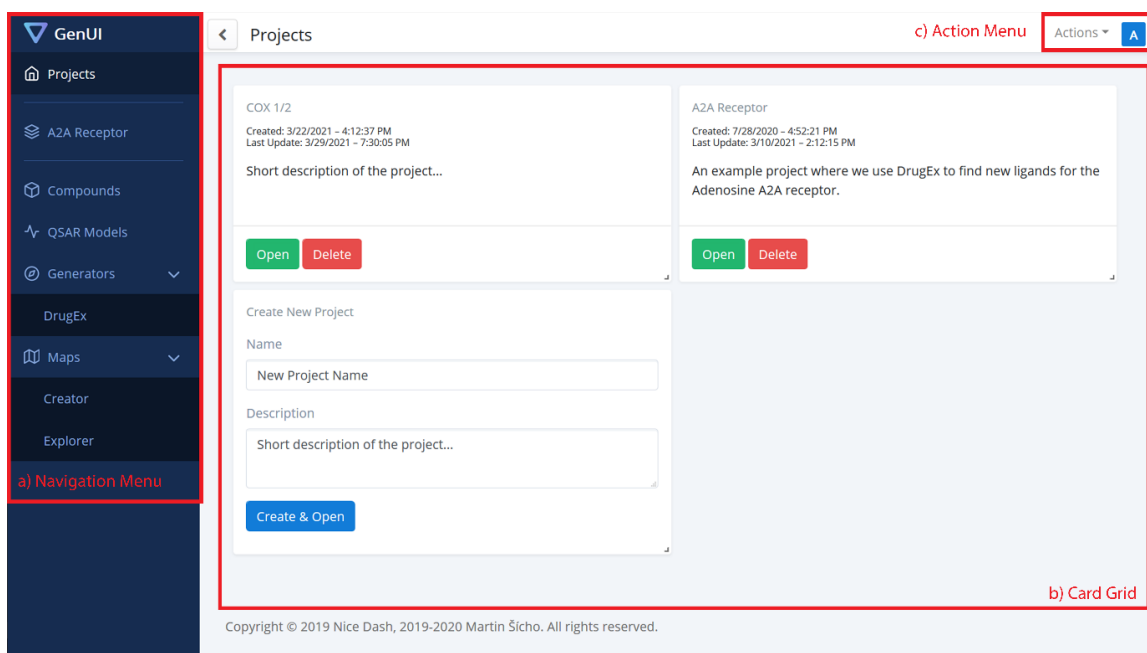 GenUI
Projects
A2A Receptor
Compounds
QSAR Models
Generators
DrugEx
Maps
Creator
Explorer
a) Navigation Menu
Projects
c) Action Menu
Actions
A
COX 1/2
Created: 3/22/2021 – 4:12:37 PM
Last Update: 3/29/2021 – 7:30:05 PM
Short description of the project...
Open
Delete
A2A Receptor
Created: 7/28/2020 – 4:52:21 PM
Last Update: 3/10/2021 – 2:12:15 PM
An example project where we use DrugEx to find new ligands for the
Adenosine A2A receptor.
Open
Delete
Create New Project
Name
New Project Name
Description
Short description of the project...
Create & Open
b) Card Grid
Copyright © 2019 Nice Dash, 2019-2020 Martin Šícho. All rights reserved.